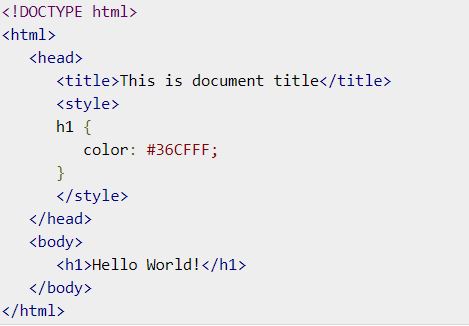 <!DOCTYPE html>
<html>
   <head>
      <title>This is document title</title>
      <style>
      h1 {
         color: #36CFFF;
      }
      </style>
   </head>
   <body>
      <h1>Hello World!</h1>
   </body>
</html>